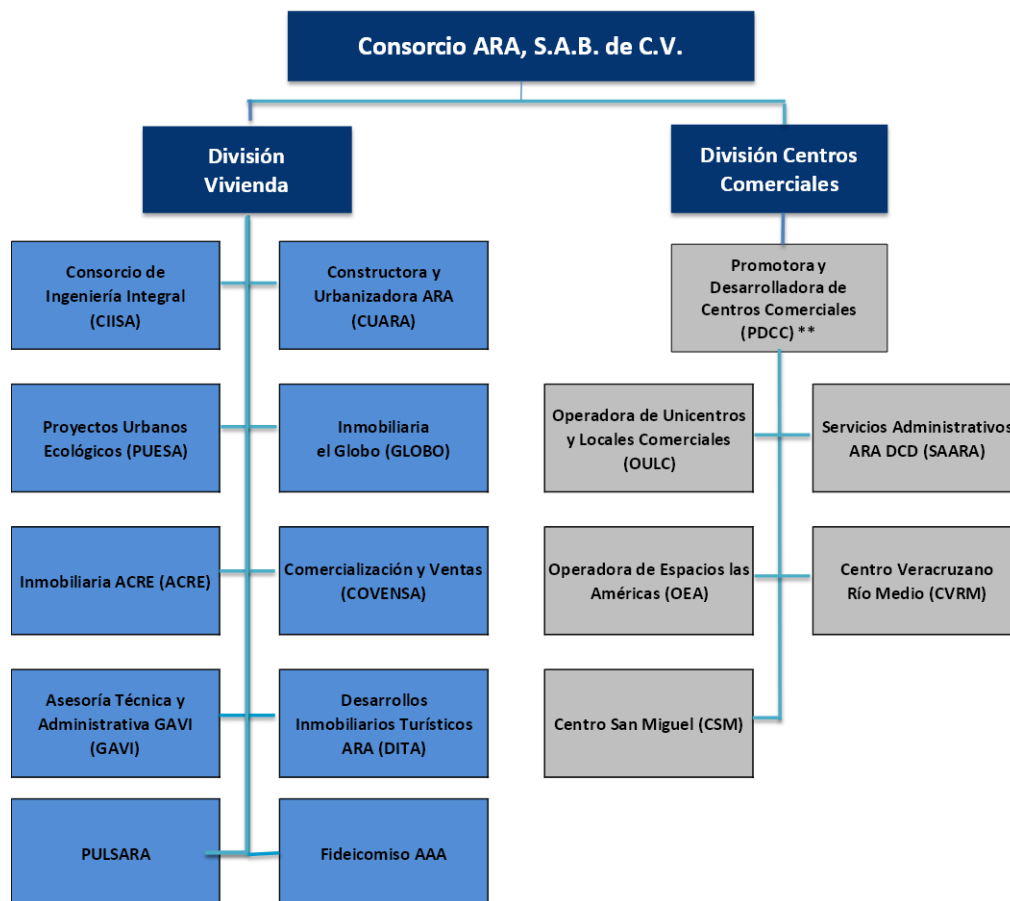 Consorcio ARA, S.A.B. de C.V.
División
Vivienda
División Centros
Comerciales
Consorcio de
Ingeniería Integral
(CIISA)
Constructora y
Urbanizadora ARA
(CUARA)
Promotora y
Desarrolladora de
Centros Comerciales
(PDCC) **
Proyectos Urbanos
Ecológicos (PUESA)
Inmobiliaria
el Globo (GLOBO)
Operadora de Unicentros
y Locales Comerciales
(OULC)
Servicios Administrativos
ARA DCD (SAARA)
Inmobiliaria ACRE (ACRE)
Comercialización y Ventas
(COVENSA)
Operadora de Espacios las
Américas (OEA)
Centro Veracruzano
Río Medio (CVRM)
Asesoría Técnica y
Administrativa GAVI
(GAVI)
Desarrollos
Inmobiliarios Turísticos
ARA (DITA)
Centro San Miguel (CSM)
PULSARA
Fideicomiso AAA